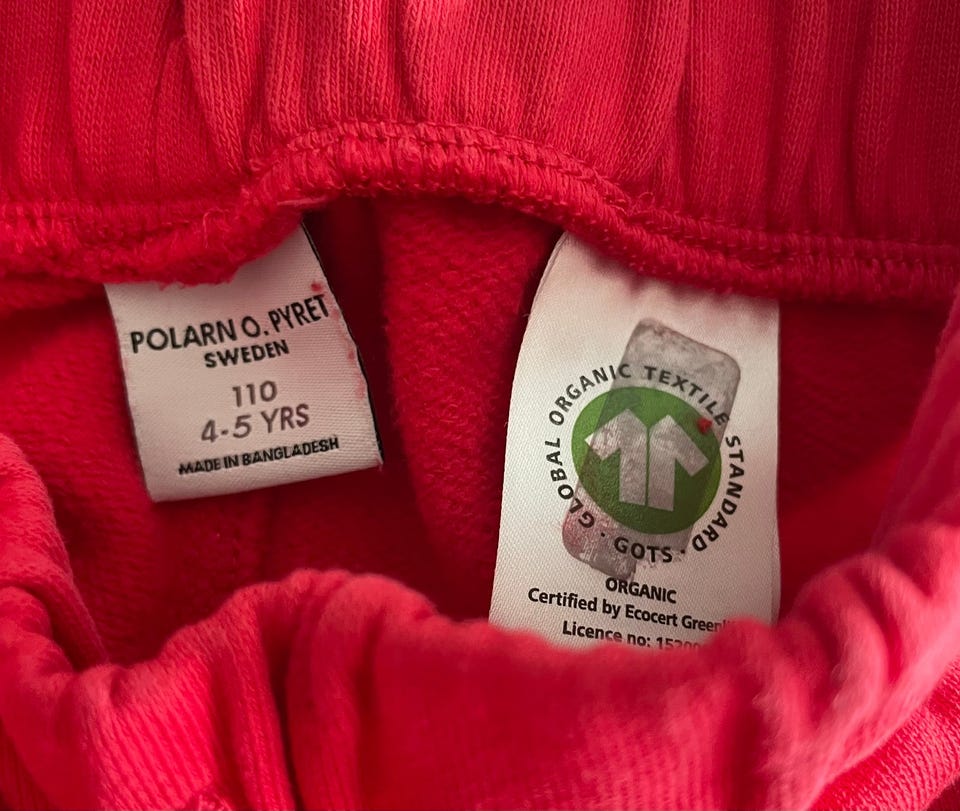 POLARN O. PYRET
SWEDEN
110
4-5 YRS
MADE IN BANGLADESH
GLOBAL ORGANIC TEXTILE STANDARD · GOTS ·
ORGANIC
Certified by Ecocert
Licence no: